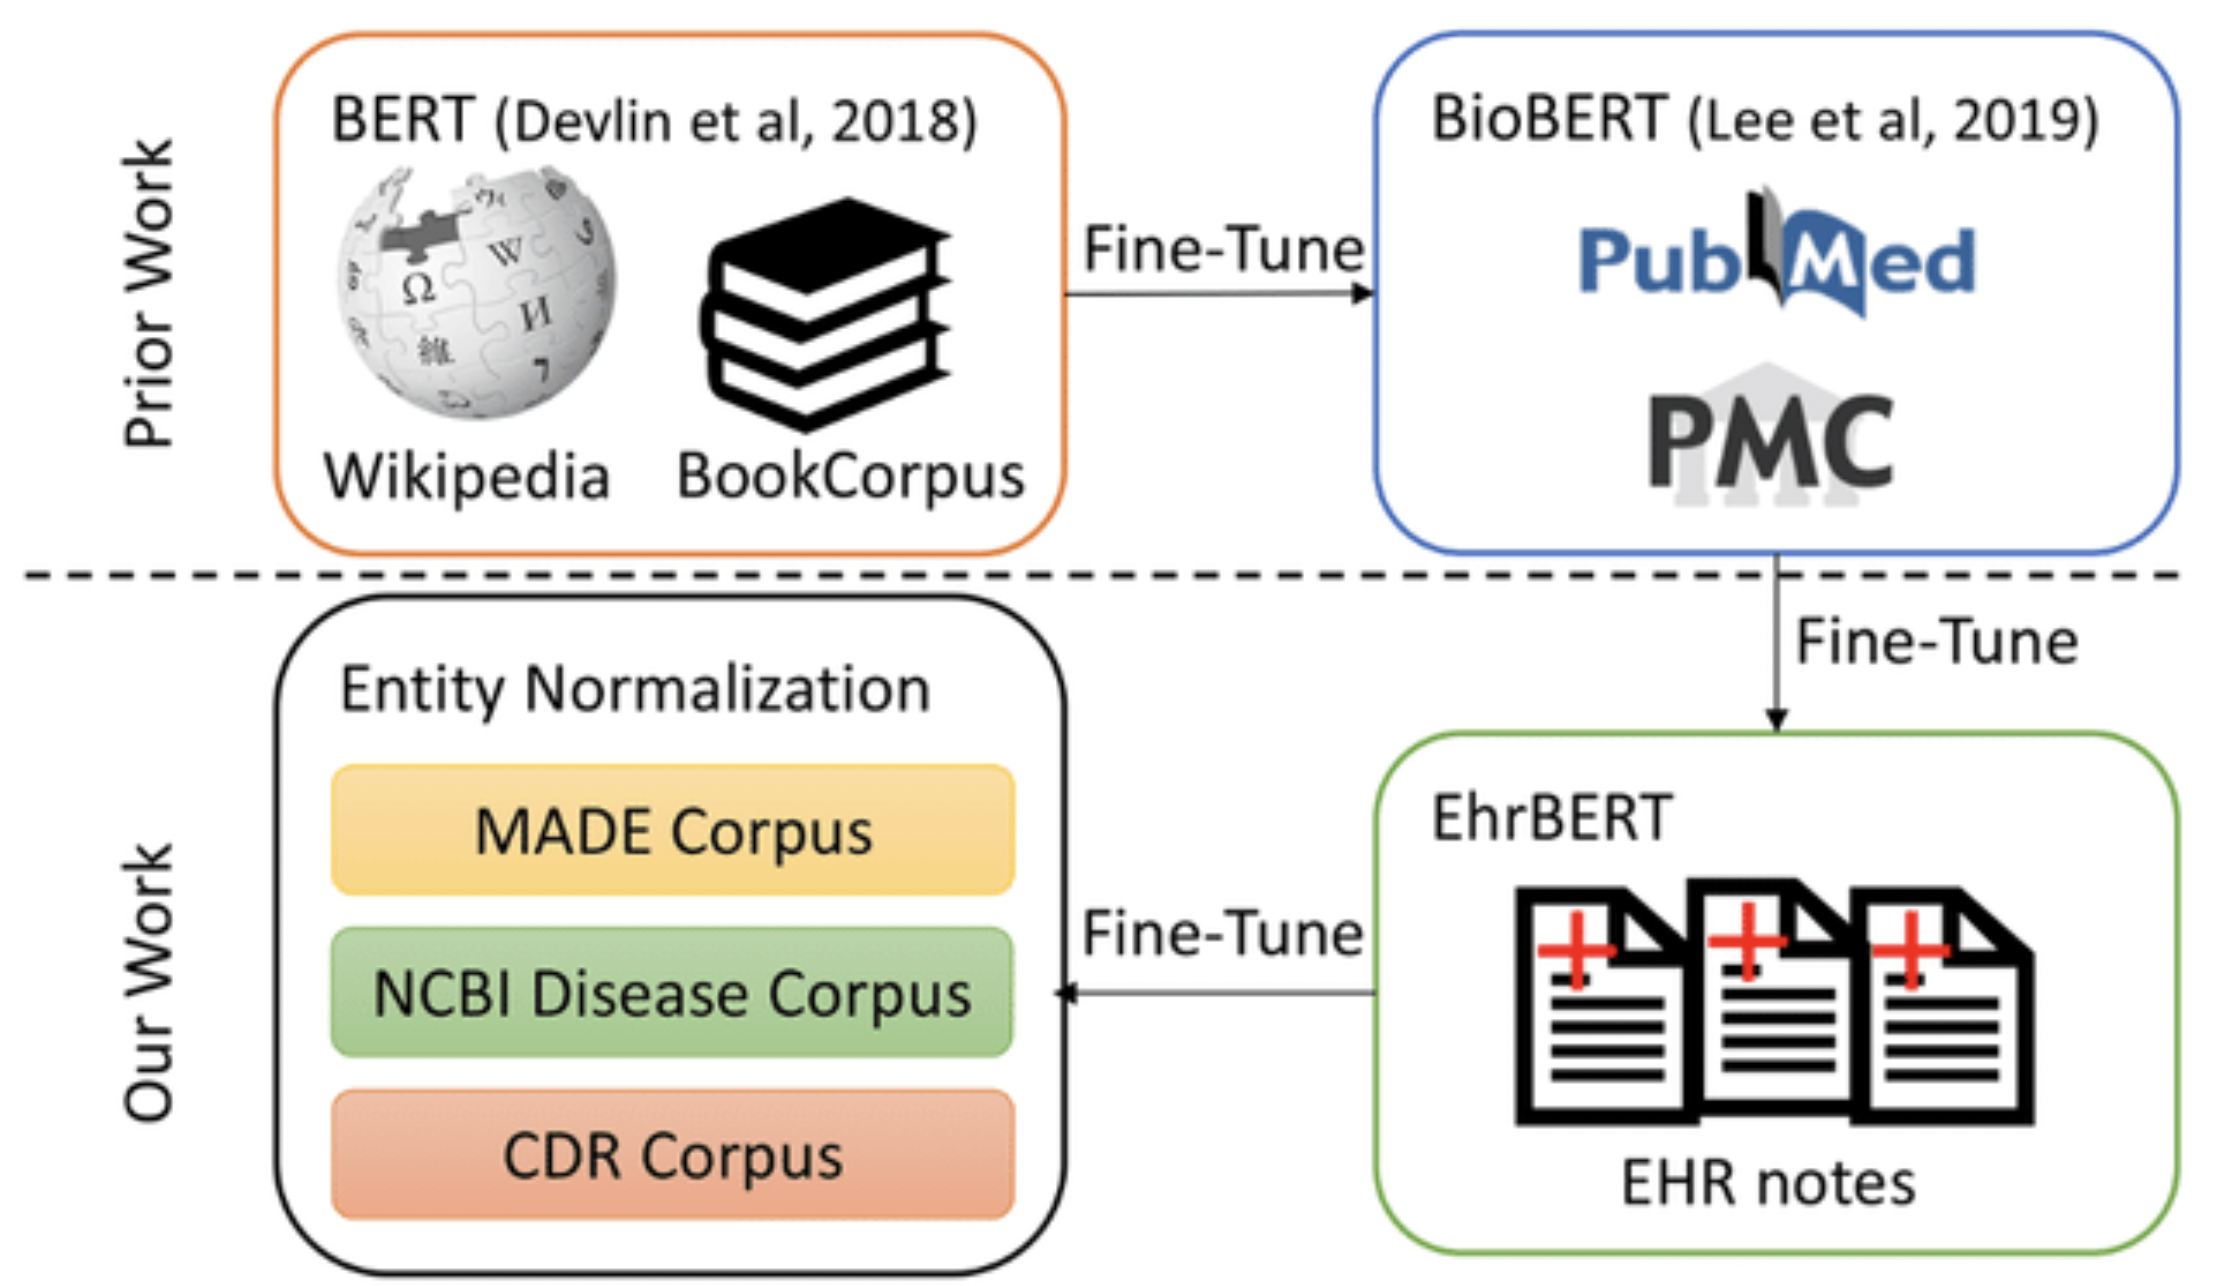 Prior Work
BERT (Devlin et al, 2018)
Ω
W
И
維
Wikipedia
BookCorpus
Fine-Tune
BioBERT (Lee et al, 2019)
PubMed
PMC
Fine-Tune
Our Work
Entity Normalization
MADE Corpus
NCBI Disease Corpus
CDR Corpus
Fine-Tune
EhrBERT
EHR notes